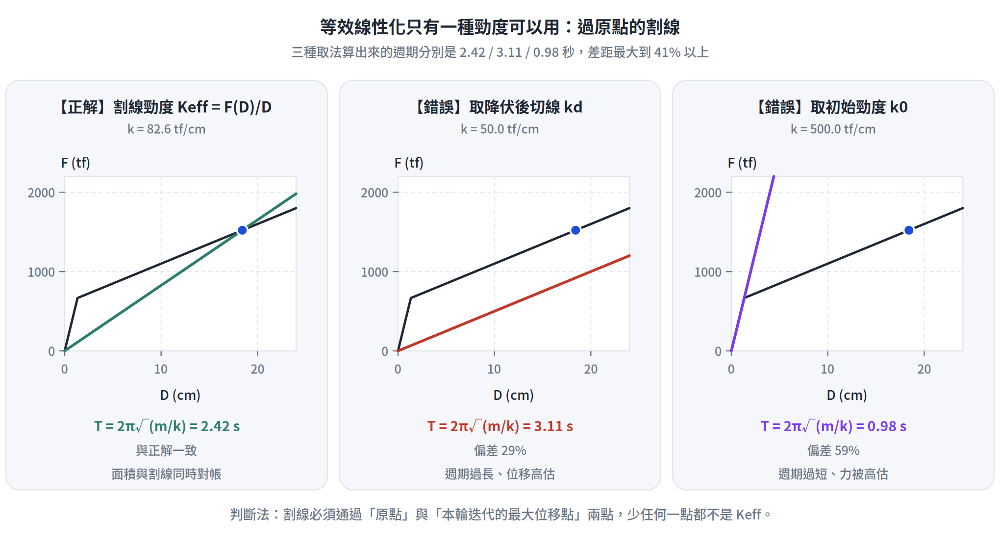 等效線性化只有一種勁度可以用：過原點的割線
三種取法算出來的週期分別是 2.42 / 3.11 / 0.98 秒，差距最大到 41% 以上
【正解】割線勁度 Keff = F(D)/D
k = 82.6 tf/cm
F (tf)
2000
1000
0
0 10 20
D (cm)
T = 2π√(m/k) = 2.42 s
與正解一致
面積與割線同時對帳
【錯誤】取降伏後切線 kd
k = 50.0 tf/cm
F (tf)
2000
1000
0
0 10 20
D (cm)
T = 2π√(m/k) = 3.11 s
偏差 29%
週期過長、位移高估
【錯誤】取初始勁度 k0
k = 500.0 tf/cm
F (tf)
2000
1000
0
0 10 20
D (cm)
T = 2π√(m/k) = 0.98 s
偏差 59%
週期過短、力被高估
判斷法：割線必須通過「原點」與「本輪迭代的最大位移點」兩點，少任何一點都不是 Keff。